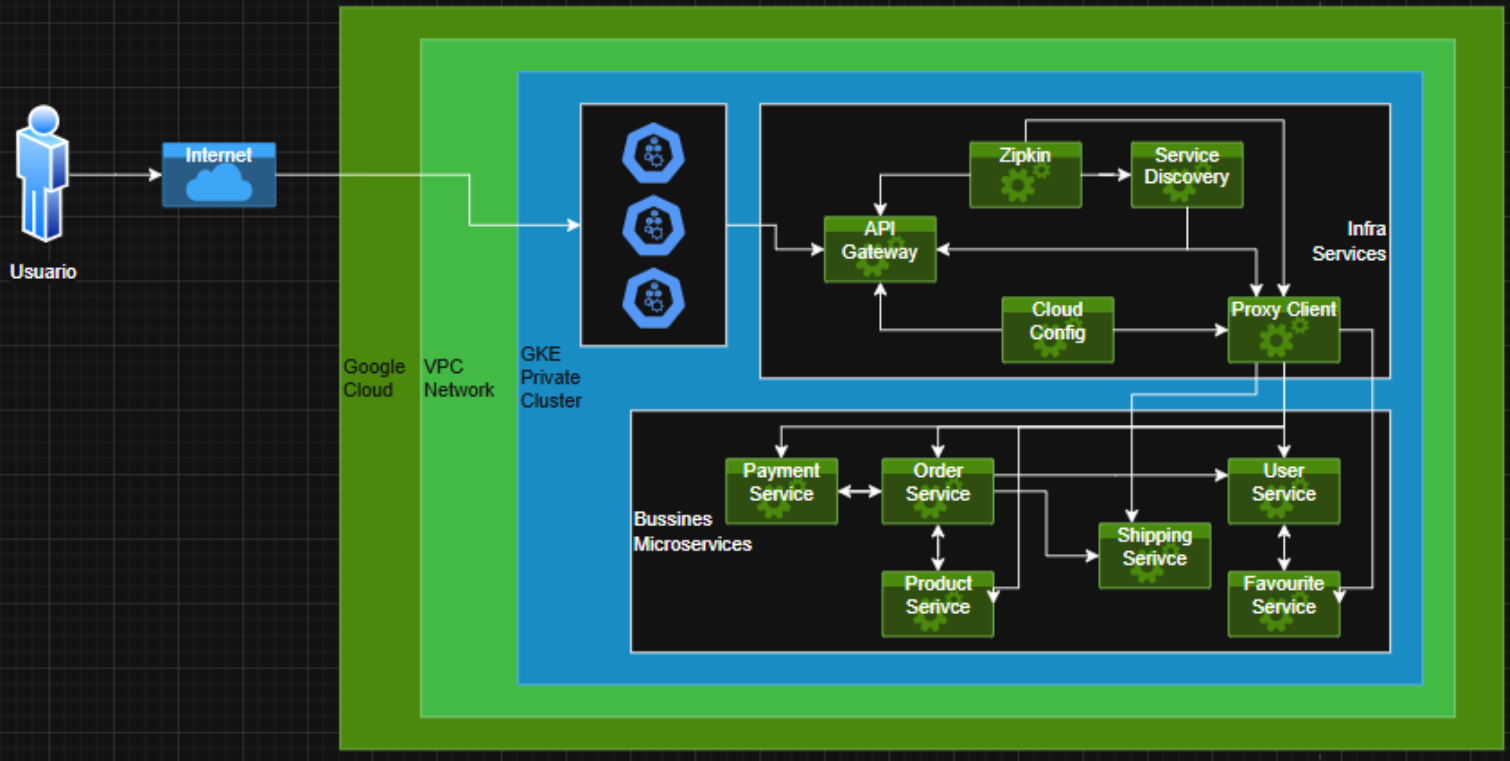 Usuario
Internet
Google
Cloud
VPC
Network
GKE
Private
Cluster
Infra
Services
Zipkin
Service
Discovery
API
Gateway
Cloud
Config
Proxy Client
Bussines
Microservices
Payment
Service
Order
Service
User
Service
Shipping
Serivce
Product
Serivce
Favourite
Service